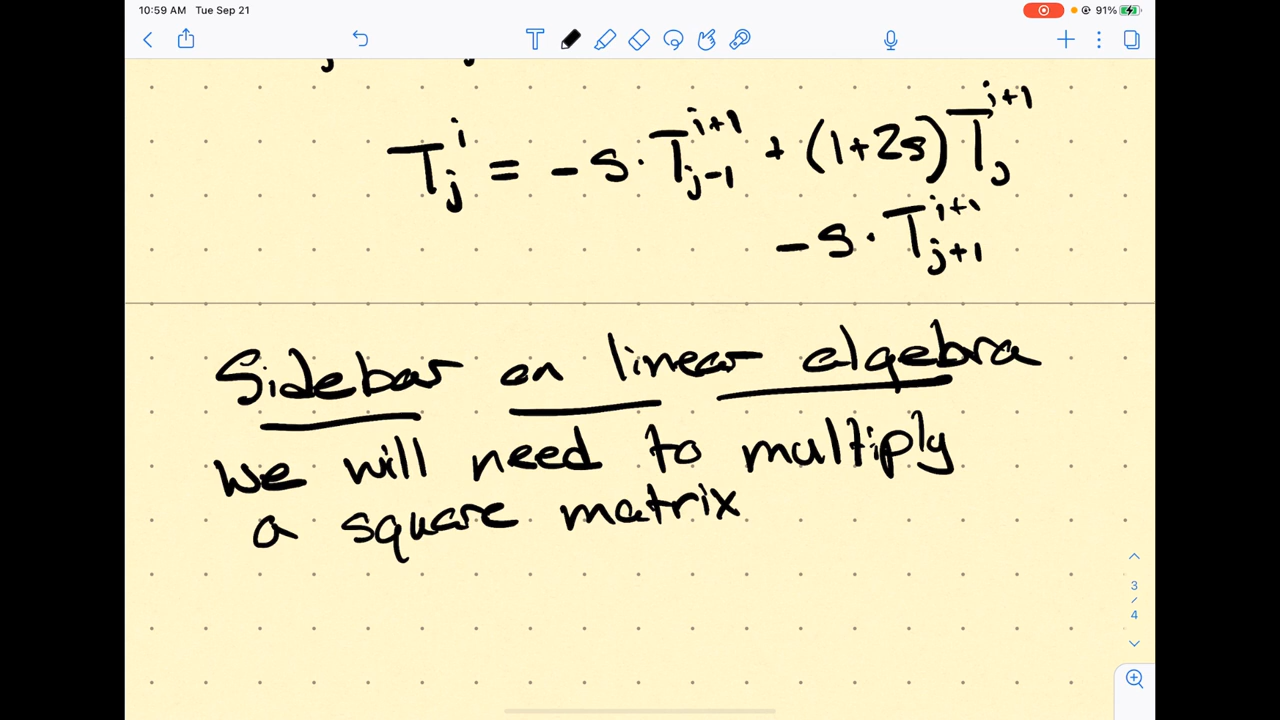 10:59 AM Tue Sep 21
91%
T_j^i = -s · T_{j-1}^{i+1} + (1+2s) T_j^{i+1}
-s · T_{j+1}^{i+1}
Sidebar on linear algebra
we will need to multiply
a square matrix
3
/
4